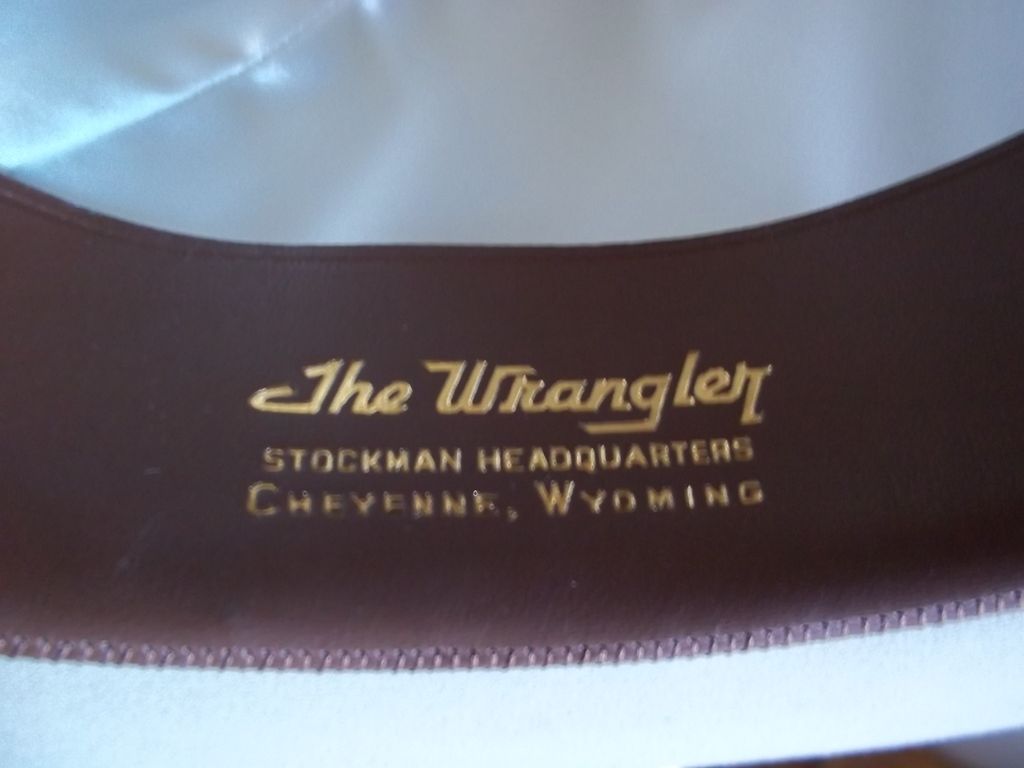 The Wrangler
STOCKMAN HEADQUARTERS
CHEYENNE, WYOMING